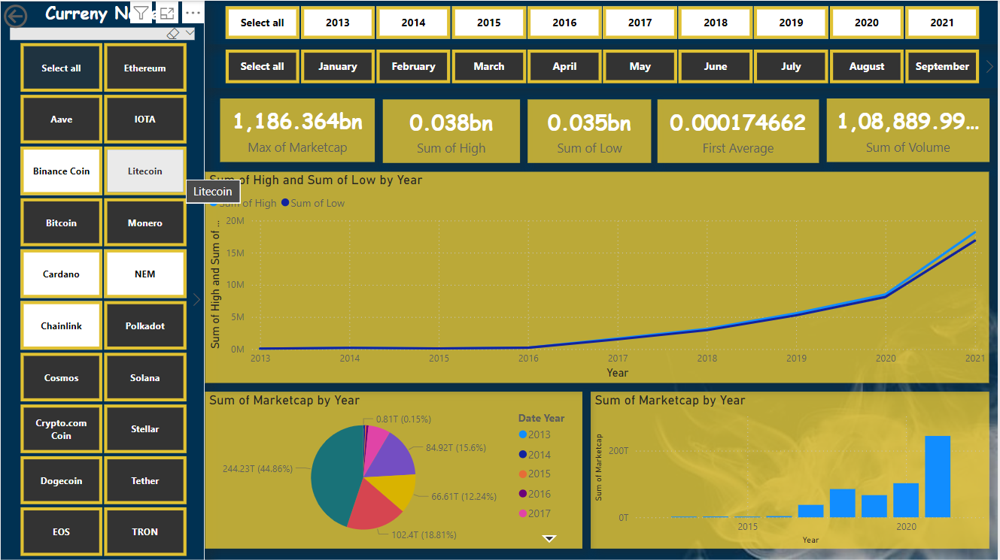 Curreny N
Select all
Ethereum
Aave
IOTA
Binance Coin
Litecoin
Bitcoin
Monero
Cardano
NEM
Chainlink
Polkadot
Cosmos
Solana
Crypto.com
Coin
Stellar
Dogecoin
Tether
EOS
TRON
Litecoin
Select all 2013 2014 2015 2016 2017 2018 2019 2020 2021
Select all January February March April May June July August September
1,186.364bn
Max of Marketcap
0.038bn
Sum of High
0.035bn
Sum of Low
0.000174662
First Average
1,08,889.99...
Sum of Volume
Sum of High and Sum of Low by Year
Sum of High Sum of Low
Sum of High and Sum of ...
20M
15M
10M
5M
0M
2013 2014 2015 2016 2017 2018 2019 2020 2021
Year
Sum of Marketcap by Year
0.81T (0.15%)
84.92T (15.6%)
244.23T (44.86%)
66.61T (12.24%)
102.4T (18.81%)
Date Year
2013
2014
2015
2016
2017
Sum of Marketcap by Year
Sum of Marketcap
200T
0T
2015 2020
Year